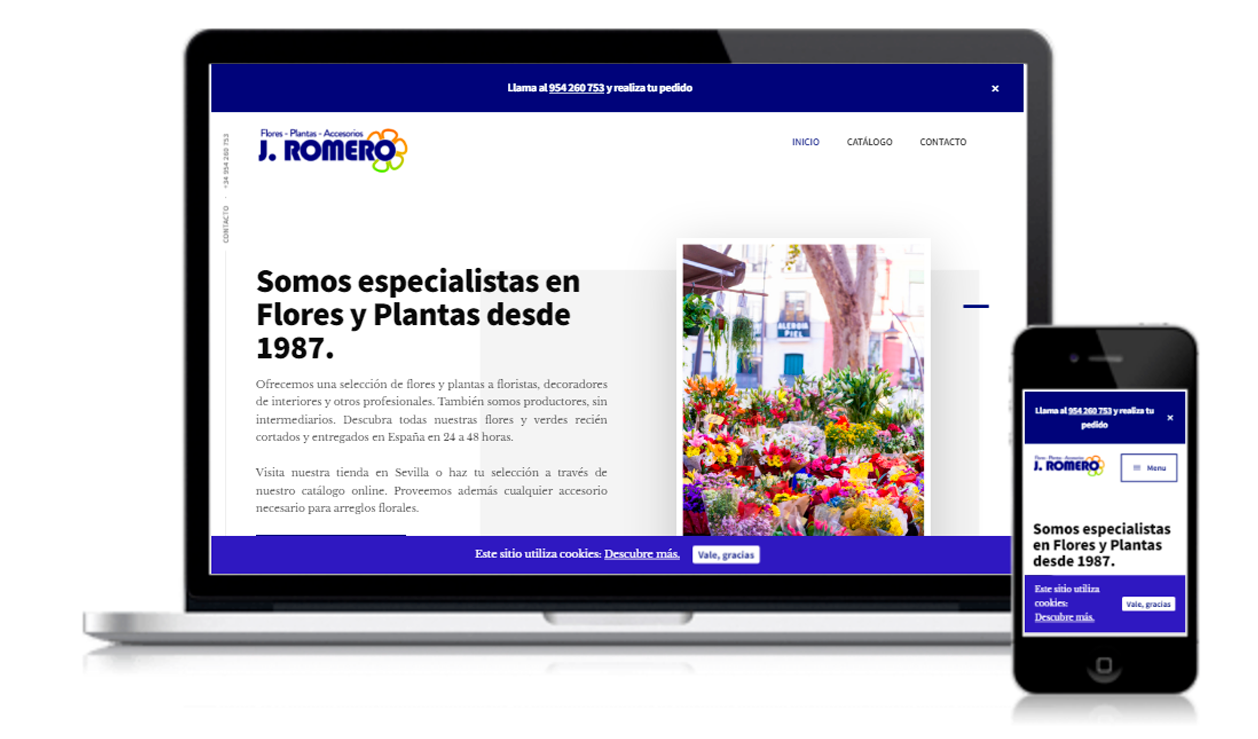 Llama al 954 260 753 y realiza tu pedido ×
CONTACTO - +34 954 260 753
Flores - Plantas - Accesorios
J. ROMERO
INICIO CATÁLOGO CONTACTO
Somos especialistas en
Flores y Plantas desde
1987.
Ofrecemos una selección de flores y plantas a floristas, decoradores
de interiores y otros profesionales. También somos productores, sin
intermediarios. Descubra todas nuestras flores y verdes recién
cortados y entregados en España en 24 a 48 horas.
Visita nuestra tienda en Sevilla o haz tu selección a través de
nuestro catálogo online. Proveemos además cualquier accesorio
necesario para arreglos florales.
ALERGIA
PIEL
Este sitio utiliza cookies: Descubre más. Vale, gracias
Llama al 954 260 753 y realiza tu
pedido
×
Flores - Plantas - Accesorios
J. ROMERO
Menu
Somos especialistas
en Flores y Plantas
desde 1987.
Este sitio utiliza
cookies:
Descubre más.
Vale, gracias